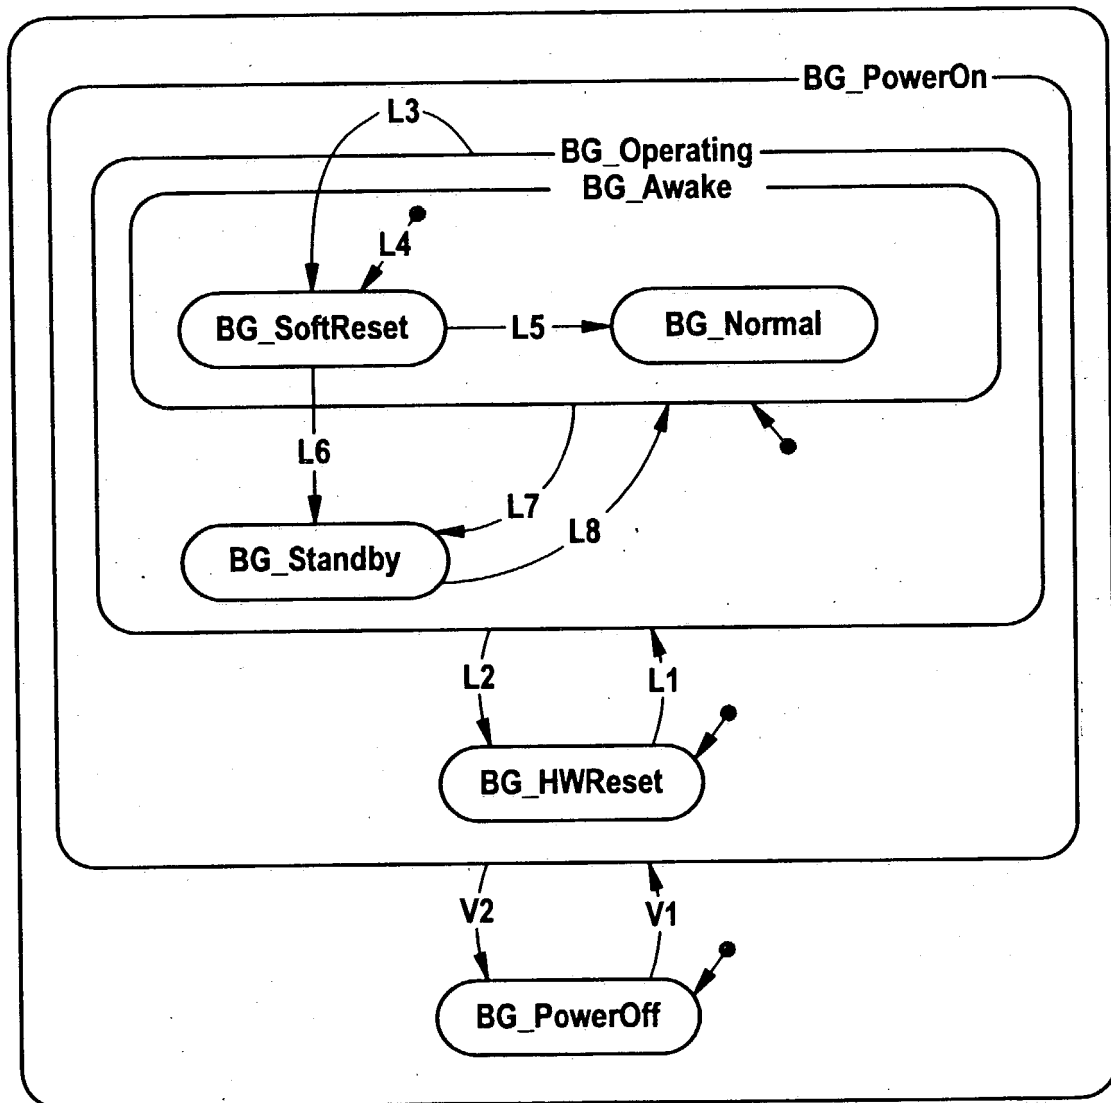 BG_PowerOn
L3
BG_Operating
BG_Awake
L4
BG_SoftReset
L5
BG_Normal
L6
L7
L8
BG_Standby
L2
L1
BG_HWReset
V2
V1
BG_PowerOff